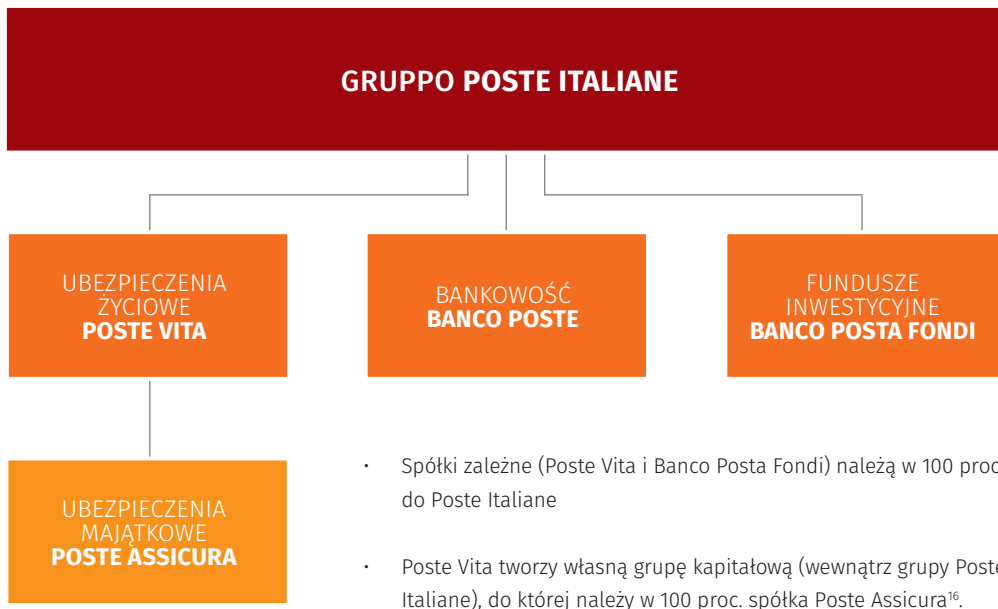 GRUPPO POSTE ITALIANE
UBEZPIECZENIA
ŻYCIOWE
POSTE VITA
BANKOWOŚĆ
BANCO POSTE
FUNDUSZE
INWESTYCYJNE
BANCO POSTA FONDI
UBEZPIECZENIA
MAJĄTKOWE
POSTE ASSICURA
• Spółki zależne (Poste Vita i Banco Posta Fondi) należą w 100 proc
do Poste Italiane
• Poste Vita tworzy własną grupę kapitałową (wewnątrz grupy Poste
Italiane), do której należy w 100 proc. spółka Poste Assicura¹⁶.